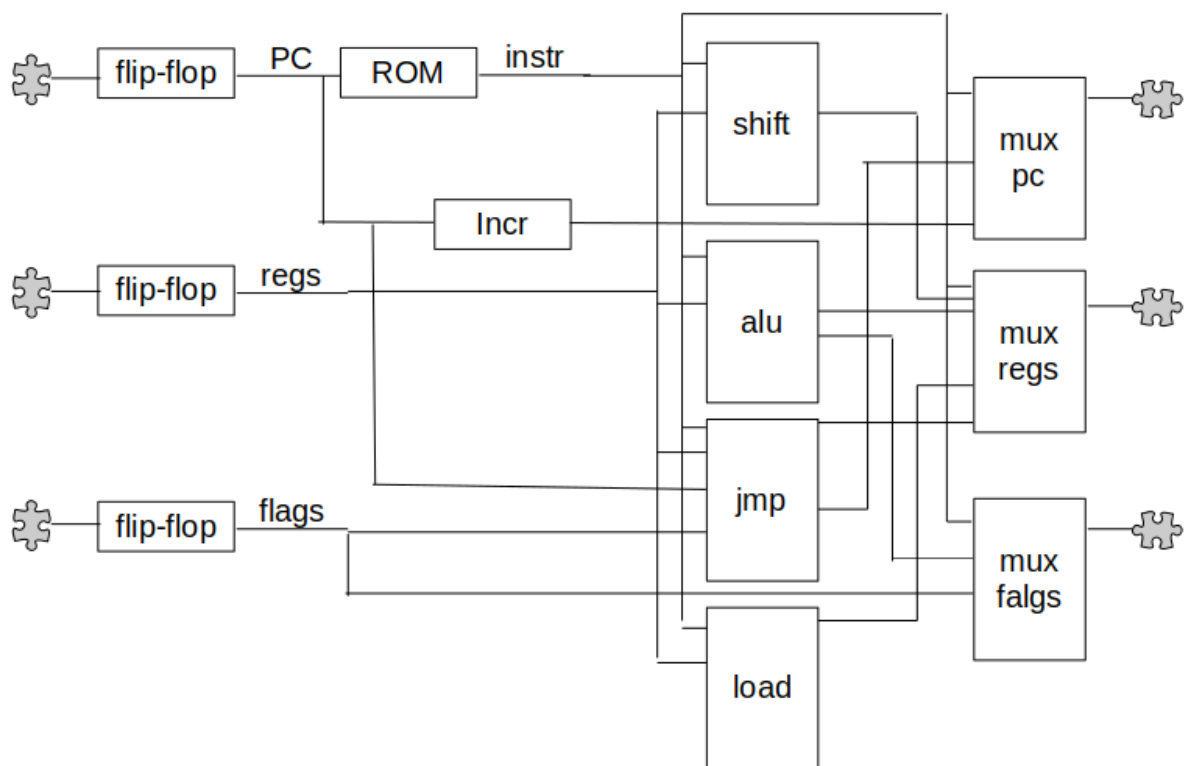 flip-flop
PC
ROM
instr
shift
mux
pc
Incr
flip-flop
regs
alu
mux
regs
flip-flop
flags
jmp
mux
falgs
load